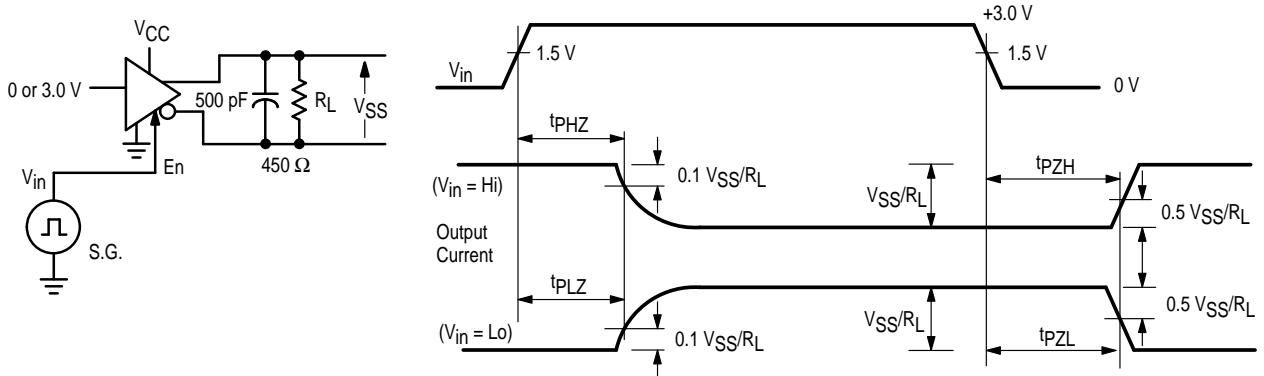 VCC
0 or 3.0 V
500 pF
RL
VSS
450 Ω
En
Vin
S.G.
+3.0 V
1.5 V
1.5 V
Vin
0 V
tPHZ
tPZH
(Vin = Hi)
0.1 VSS/RL
VSS/RL
0.5 VSS/RL
Output
Current
tPLZ
(Vin = Lo)
0.1 VSS/RL
VSS/RL
0.5 VSS/RL
tPZL